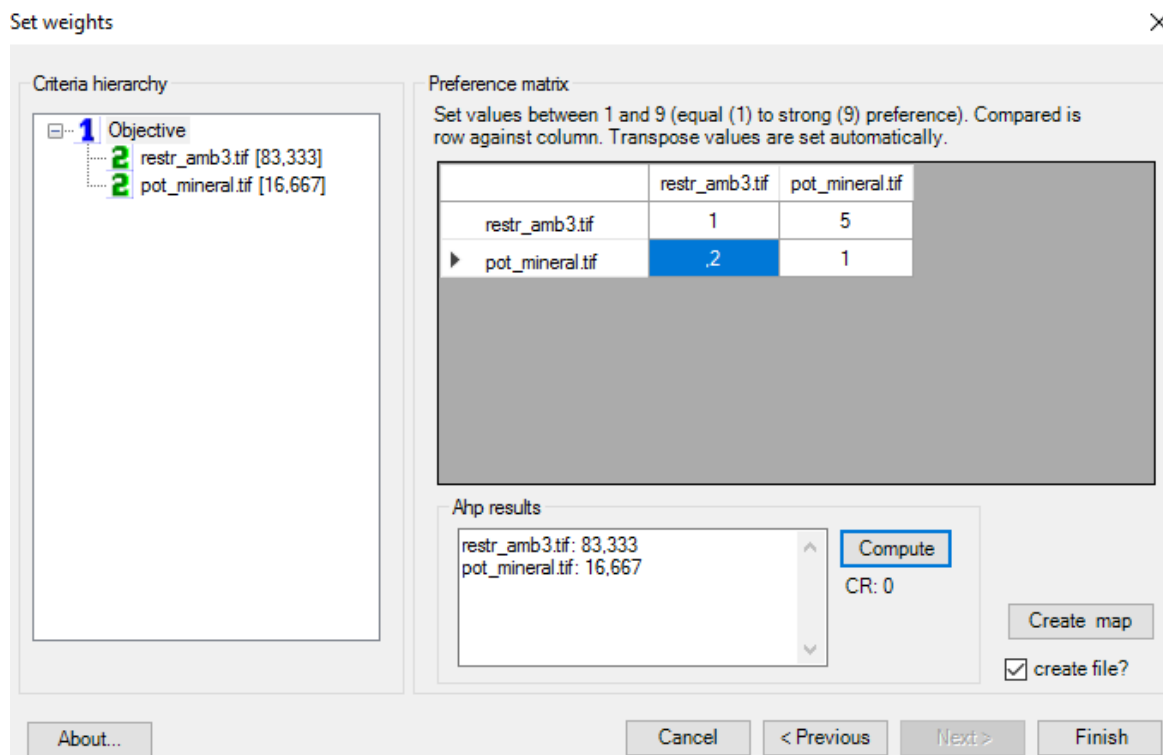 Set weights
Criteria hierarchy
1 Objective
2 restr_amb3.tif [83,333]
2 pot_mineral.tif [16,667]
Preference matrix
Set values between 1 and 9 (equal (1) to strong (9) preference). Compared is
row against column. Transpose values are set automatically.
restr_amb3.tif pot_mineral.tif
restr_amb3.tif 1 5
pot_mineral.tif ,2 1
Ahp results
restr_amb3.tif: 83,333
pot_mineral.tif: 16,667
Compute
CR: 0
Create map
create file?
About... Cancel < Previous Next > Finish